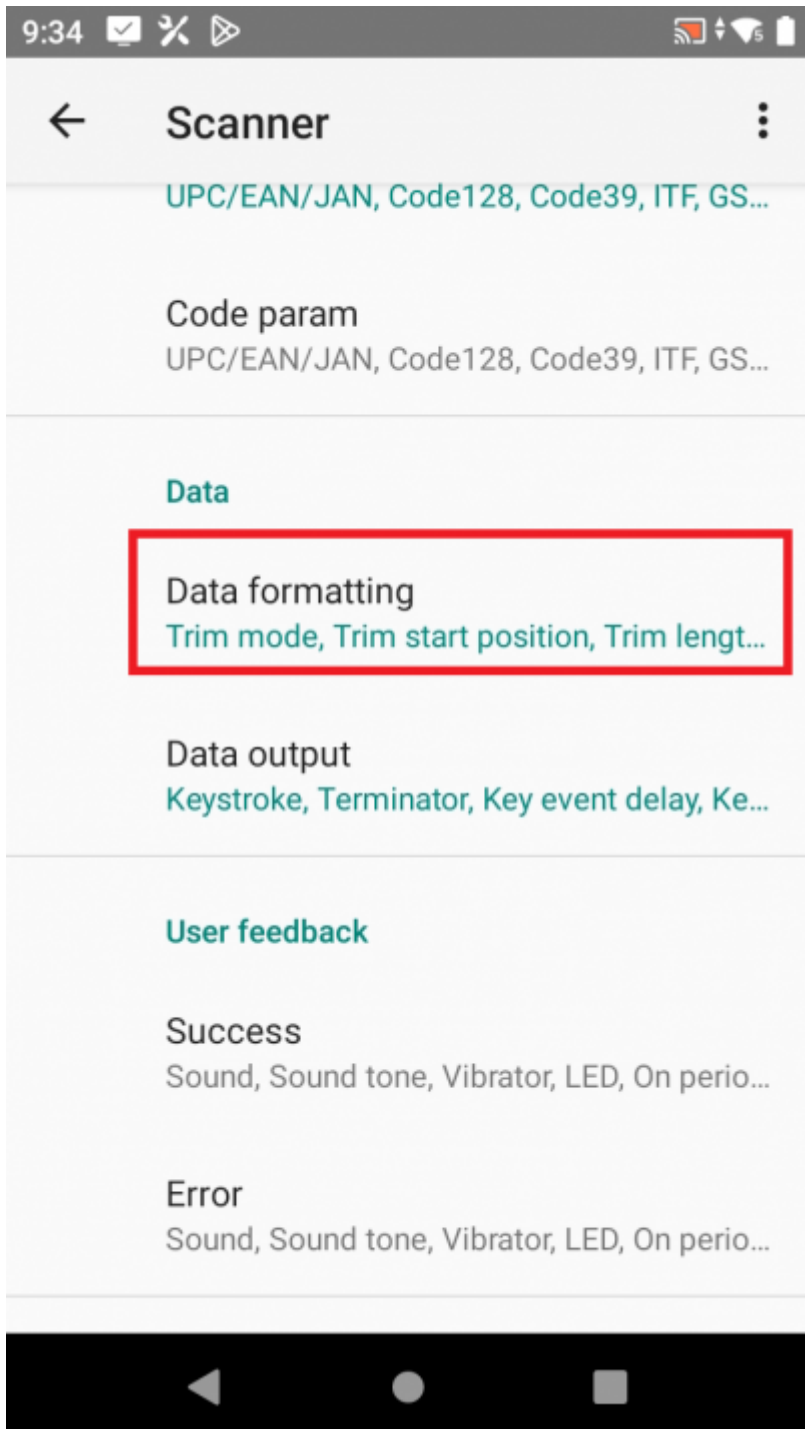 9:34
5
Scanner
UPC/EAN/JAN, Code128, Code39, ITF, GS...
Code param
UPC/EAN/JAN, Code128, Code39, ITF, GS...
Data
Data formatting
Trim mode, Trim start position, Trim lengt...
Data output
Keystroke, Terminator, Key event delay, Ke...
User feedback
Success
Sound, Sound tone, Vibrator, LED, On perio...
Error
Sound, Sound tone, Vibrator, LED, On perio...